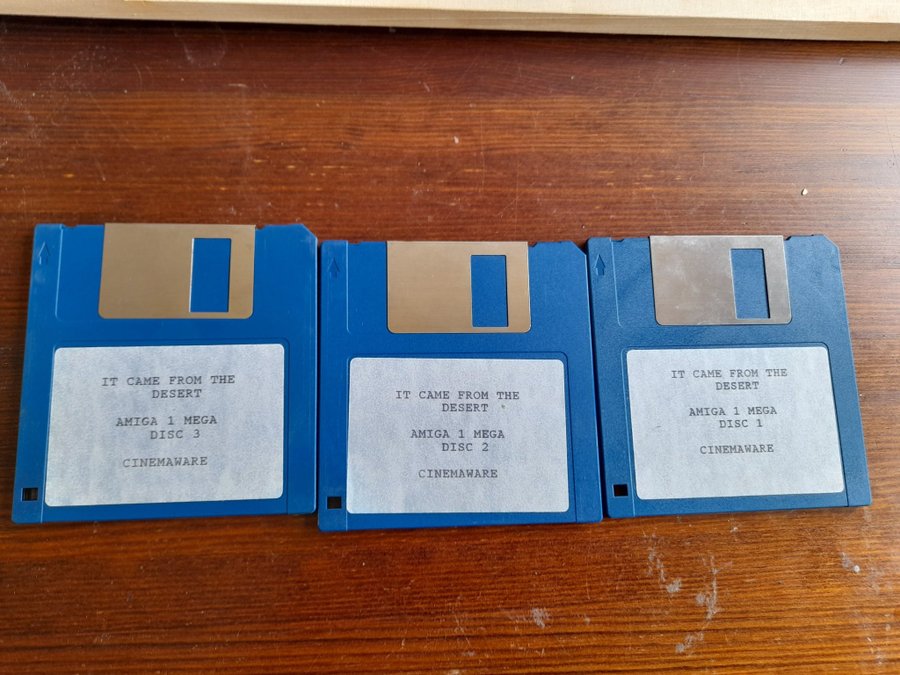 IT CAME FROM THE
DESERT
AMIGA 1 MEGA
DISC 3
CINEMAWARE
IT CAME FROM THE
DESERT
AMIGA 1 MEGA
DISC 2
CINEMAWARE
IT CAME FROM THE
DESERT
AMIGA 1 MEGA
DISC 1
CINEMAWARE